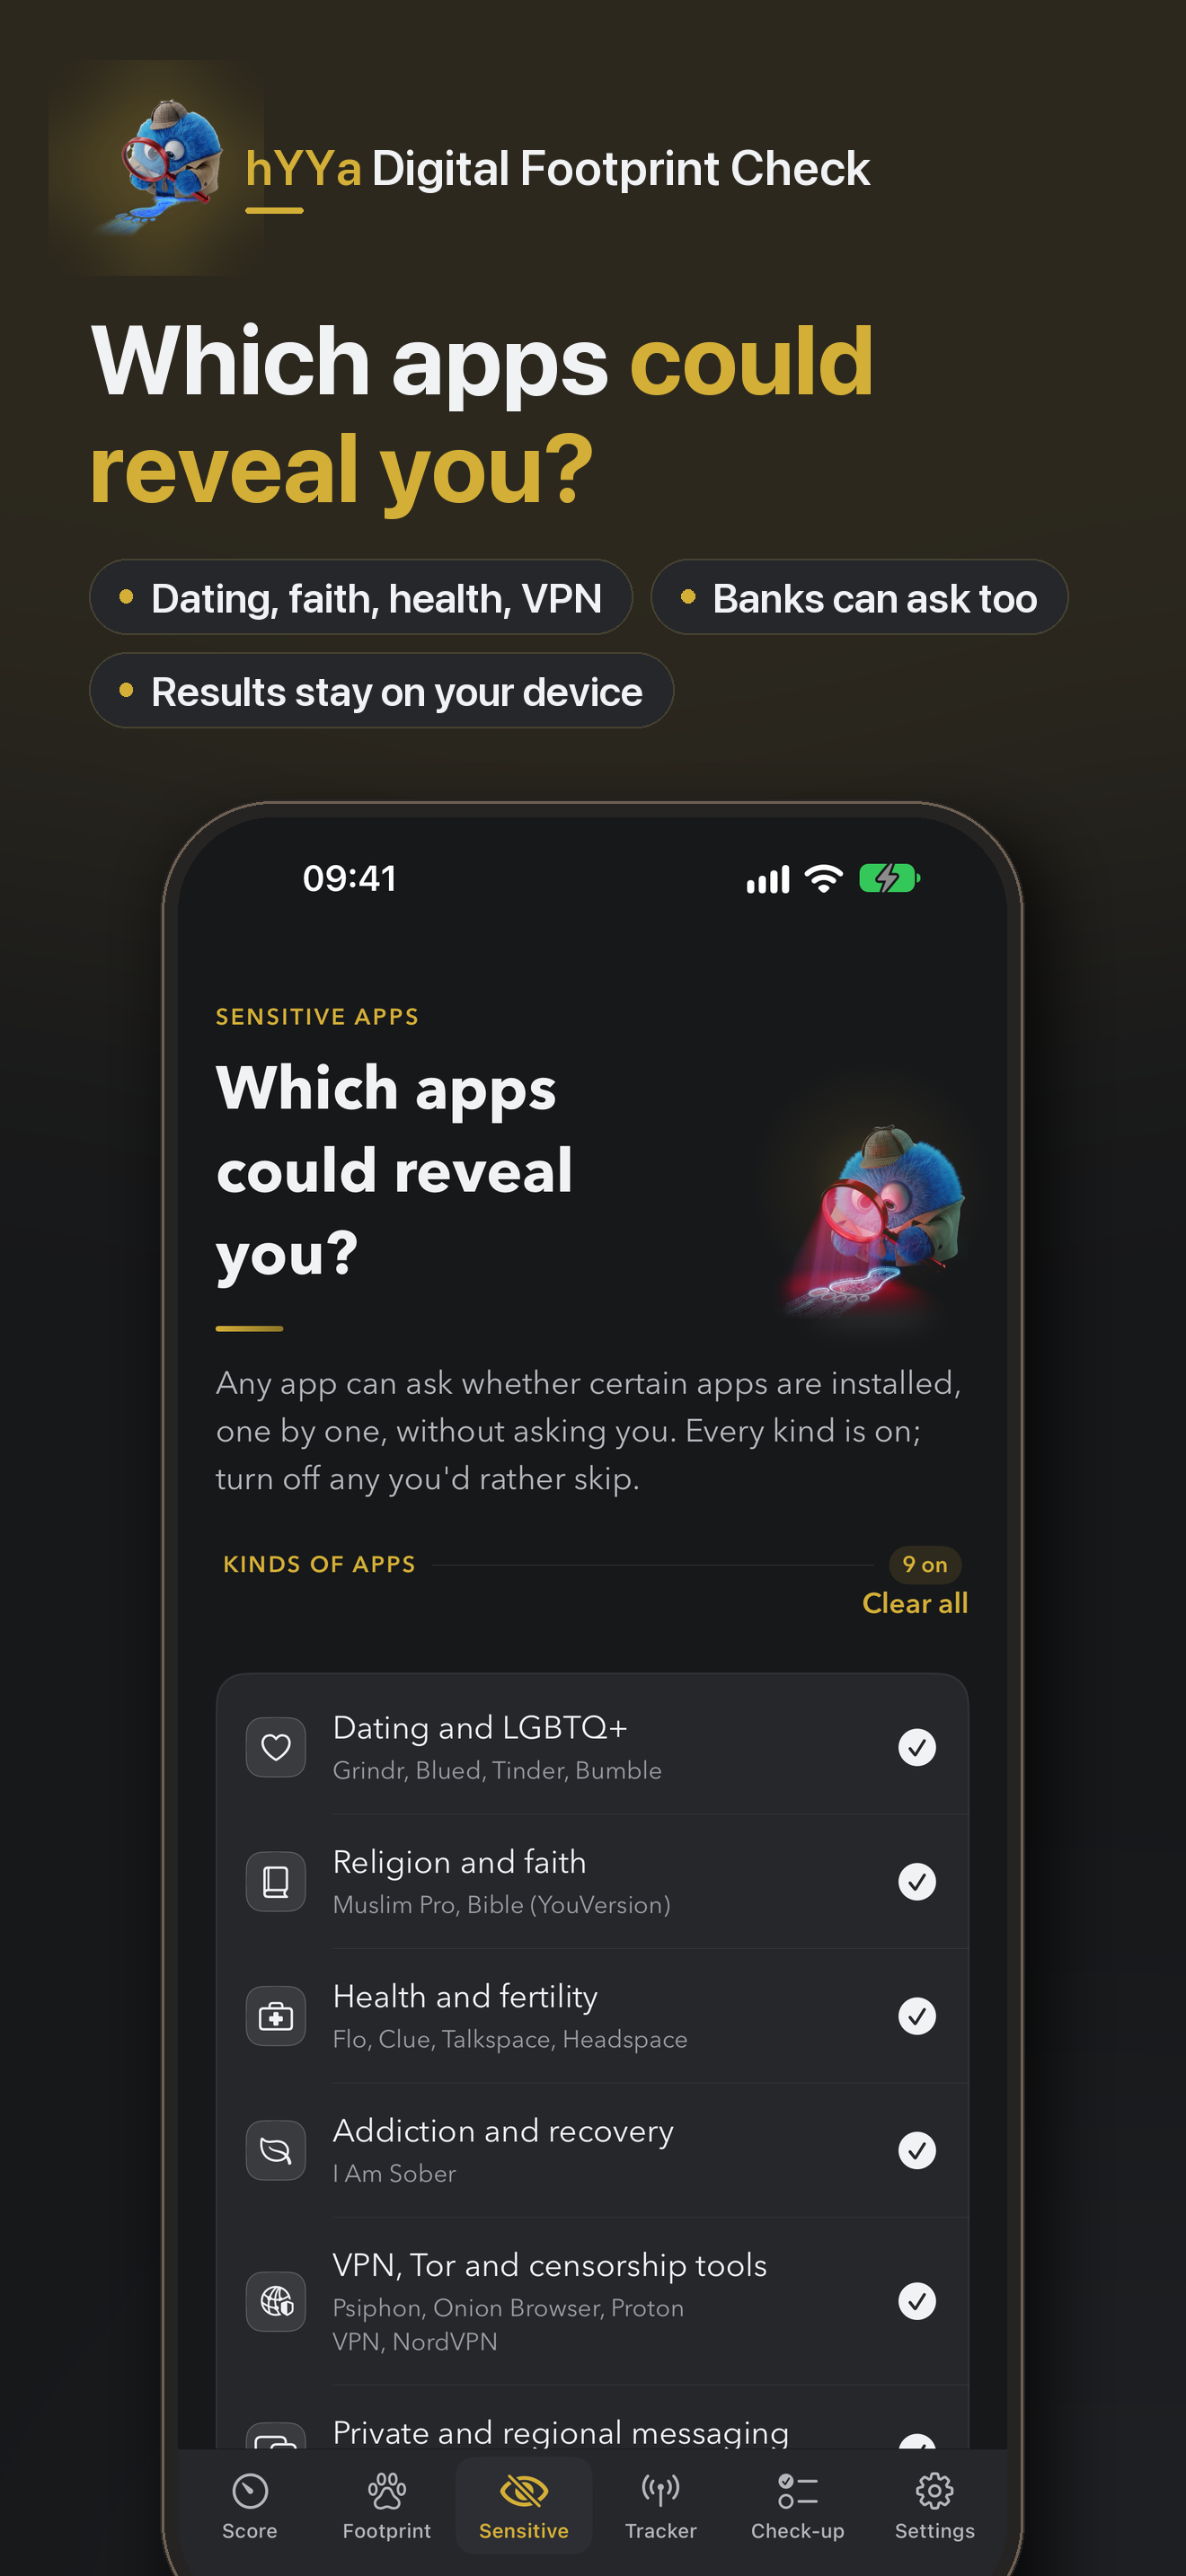 hYYa Digital Footprint Check
Which apps could
reveal you?
Dating, faith, health, VPN
Banks can ask too
Results stay on your device
09:41
SENSITIVE APPS
Which apps
could reveal
you?
Any app can ask whether certain apps are installed,
one by one, without asking you. Every kind is on;
turn off any you'd rather skip.
KINDS OF APPS
9 on
Clear all
Dating and LGBTQ+
Grindr, Blued, Tinder, Bumble
Religion and faith
Muslim Pro, Bible (YouVersion)
Health and fertility
Flo, Clue, Talkspace, Headspace
Addiction and recovery
I Am Sober
VPN, Tor and censorship tools
Psiphon, Onion Browser, Proton
VPN, NordVPN
Private and regional messaging
Score
Footprint
Sensitive
Tracker
Check-up
Settings